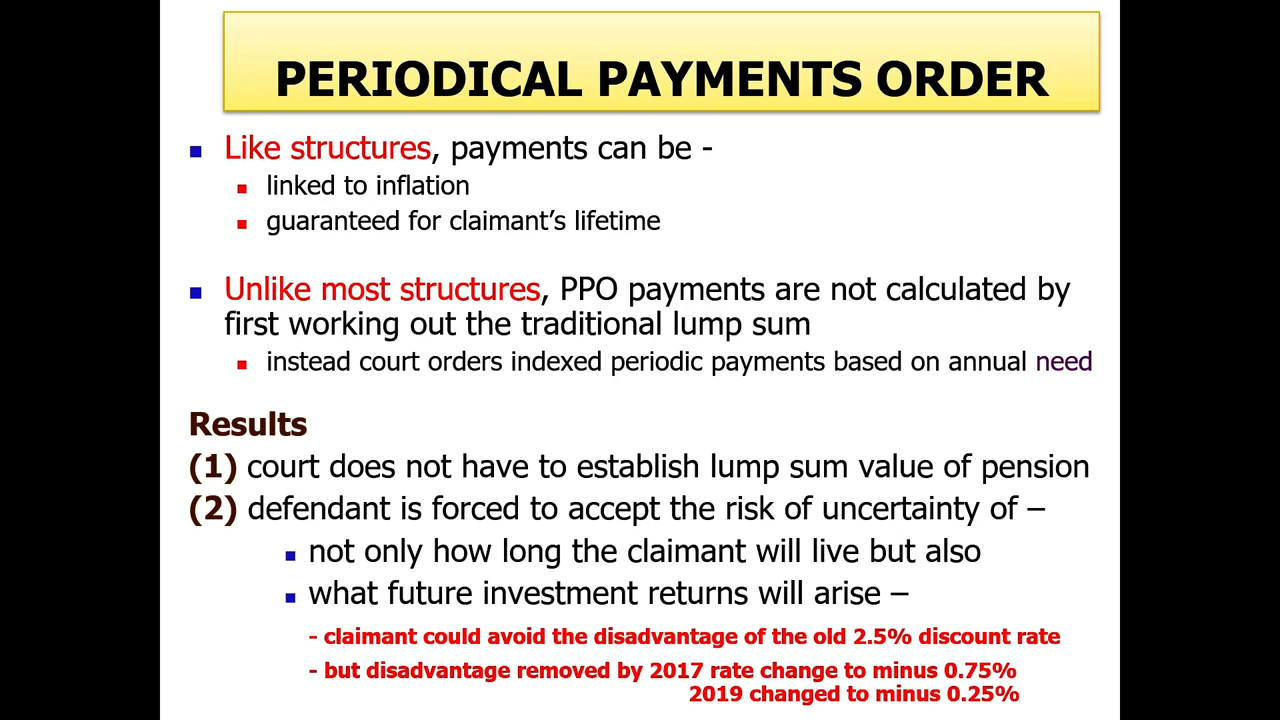 PERIODICAL PAYMENTS ORDER
Like structures, payments can be -
linked to inflation
guaranteed for claimant’s lifetime
Unlike most structures, PPO payments are not calculated by
first working out the traditional lump sum
instead court orders indexed periodic payments based on annual need
Results
(1) court does not have to establish lump sum value of pension
(2) defendant is forced to accept the risk of uncertainty of –
not only how long the claimant will live but also
what future investment returns will arise –
- claimant could avoid the disadvantage of the old 2.5% discount rate
- but disadvantage removed by 2017 rate change to minus 0.75%
2019 changed to minus 0.25%